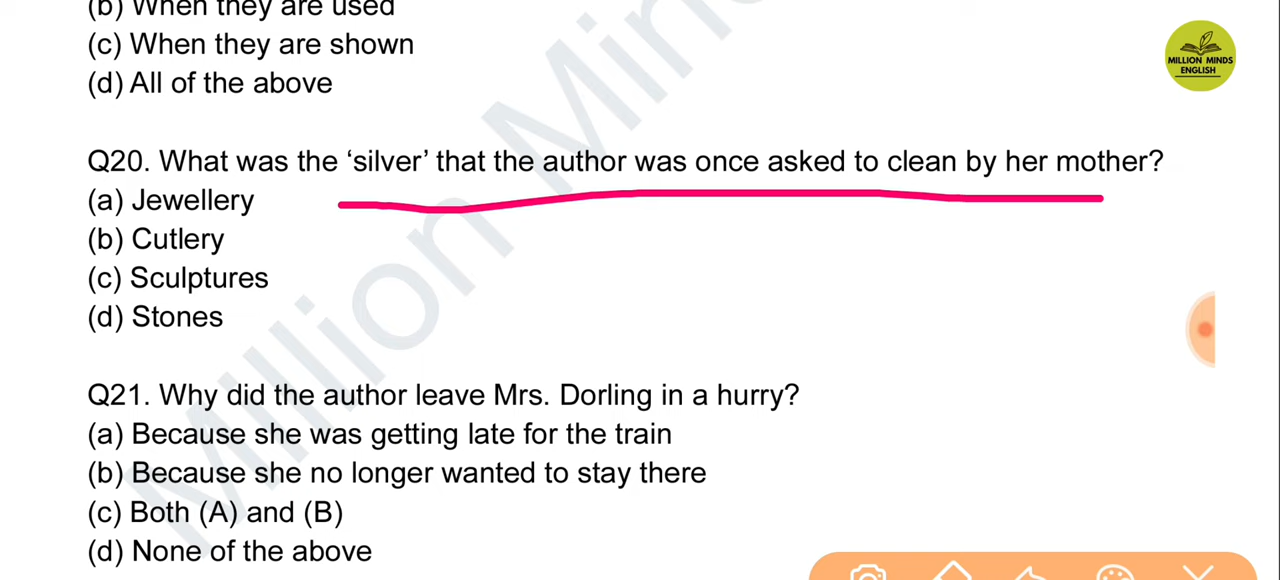 (b) When they are used
(c) When they are shown
(d) All of the above
MILLION MINDS
ENGLISH
Q20. What was the ‘silver’ that the author was once asked to clean by her mother?
(a) Jewellery
(b) Cutlery
(c) Sculptures
(d) Stones
Q21. Why did the author leave Mrs. Dorling in a hurry?
(a) Because she was getting late for the train
(b) Because she no longer wanted to stay there
(c) Both (A) and (B)
(d) None of the above
Million Min